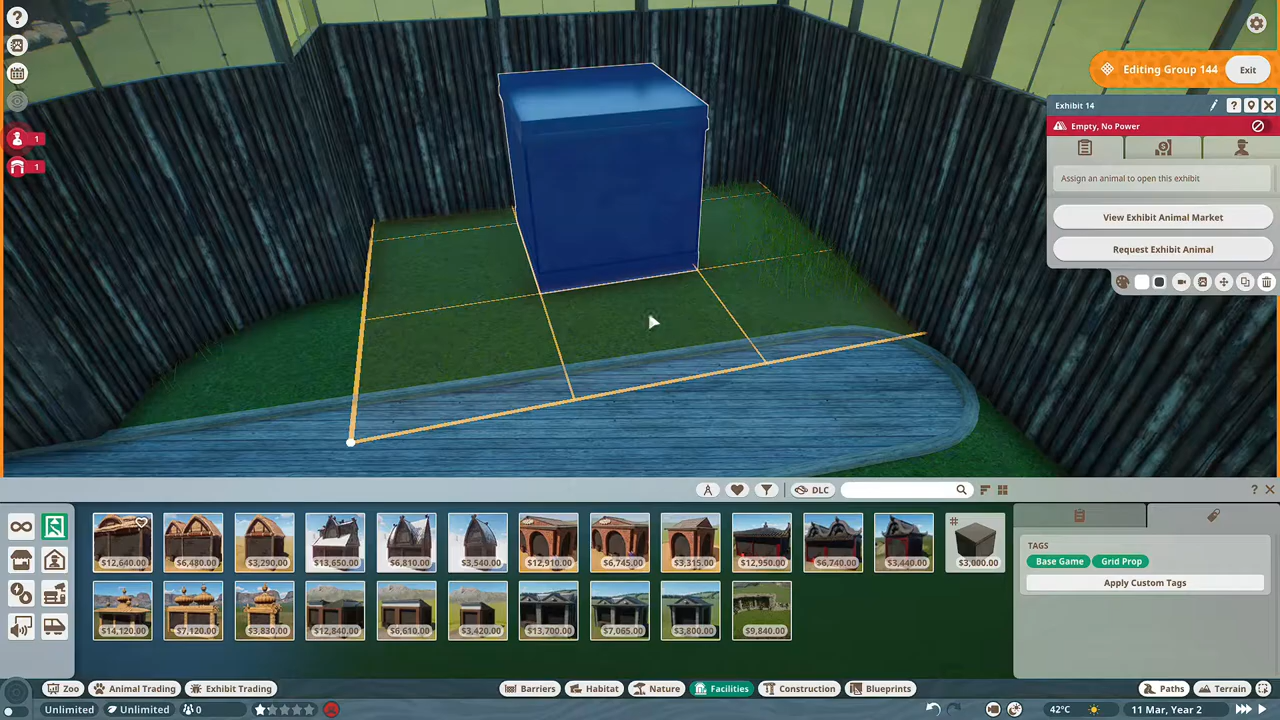 ?
Editing Group 144
Exit
Exhibit 14
?
Empty, No Power
1
1
Assign an animal to open this exhibit
View Exhibit Animal Market
Request Exhibit Animal
DLC
?
$12,640.00
$6,480.00
$3,290.00
$13,650.00
$6,810.00
$3,540.00
$12,910.00
$6,745.00
$3,315.00
$12,950.00
$6,740.00
$3,440.00
$3,000.00
TAGS
Base Game
Grid Prop
Apply Custom Tags
$14,120.00
$7,120.00
$3,830.00
$12,840.00
$6,610.00
$3,420.00
$13,700.00
$7,065.00
$3,800.00
$9,840.00
Zoo
Animal Trading
Exhibit Trading
Barriers
Habitat
Nature
Facilities
Construction
Blueprints
Paths
Terrain
Unlimited
Unlimited
0
42°C
11 Mar, Year 2